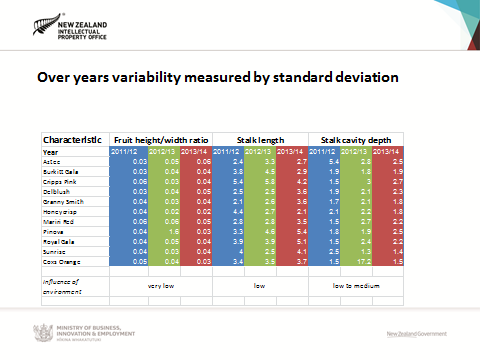 NEW ZEALAND
INTELLECTUAL
PROPERTY OFFICE
Over years variability measured by standard deviation
Characteristic Fruit height/width ratio Stalk length Stalk cavity depth
Year 2011/12 2012/13 2013/14 2011/12 2012/13 2013/14 2011/12 2012/13 2013/14
Aztec 0.03 0.05 0.06 2.4 3.3 2.7 5.4 2.8 2.5
Burkitt Gala 0.03 0.04 0.04 3.8 4.5 2.9 1.9 1.8 1.9
Cripps Pink 0.06 0.03 0.04 5.4 5.8 4.2 1.5 3 2.7
Gelblush 0.03 0.04 0.05 2.5 2.5 3.6 1.9 2.1 2.3
Granny Smith 0.04 0.03 0.04 2.1 2.6 3.6 1.7 2.1 1.8
Honeycrisp 0.04 0.02 0.02 4.4 2.7 2.1 2.1 2.2 1.8
Mariri Red 0.06 0.06 0.05 2.8 2.8 3.5 1.5 2.7 2.2
Pinova 0.04 1.6 0.03 3.3 4.6 5.4 1.8 1.9 2.5
Royal Gala 0.04 0.05 0.04 3.9 3.9 5.1 1.5 2.4 2.2
Sunrise 0.04 0.03 0.04 4 2.5 4.1 2.5 1.3 1.4
Coxs Orange 0.05 0.04 0.03 3.4 3.5 3.7 1.5 17.2 1.5
Influence of
environment very low low low to medium
MINISTRY OF BUSINESS,
INNOVATION & EMPLOYMENT
HĪKINA WHAKATUTUKI
New Zealand Government